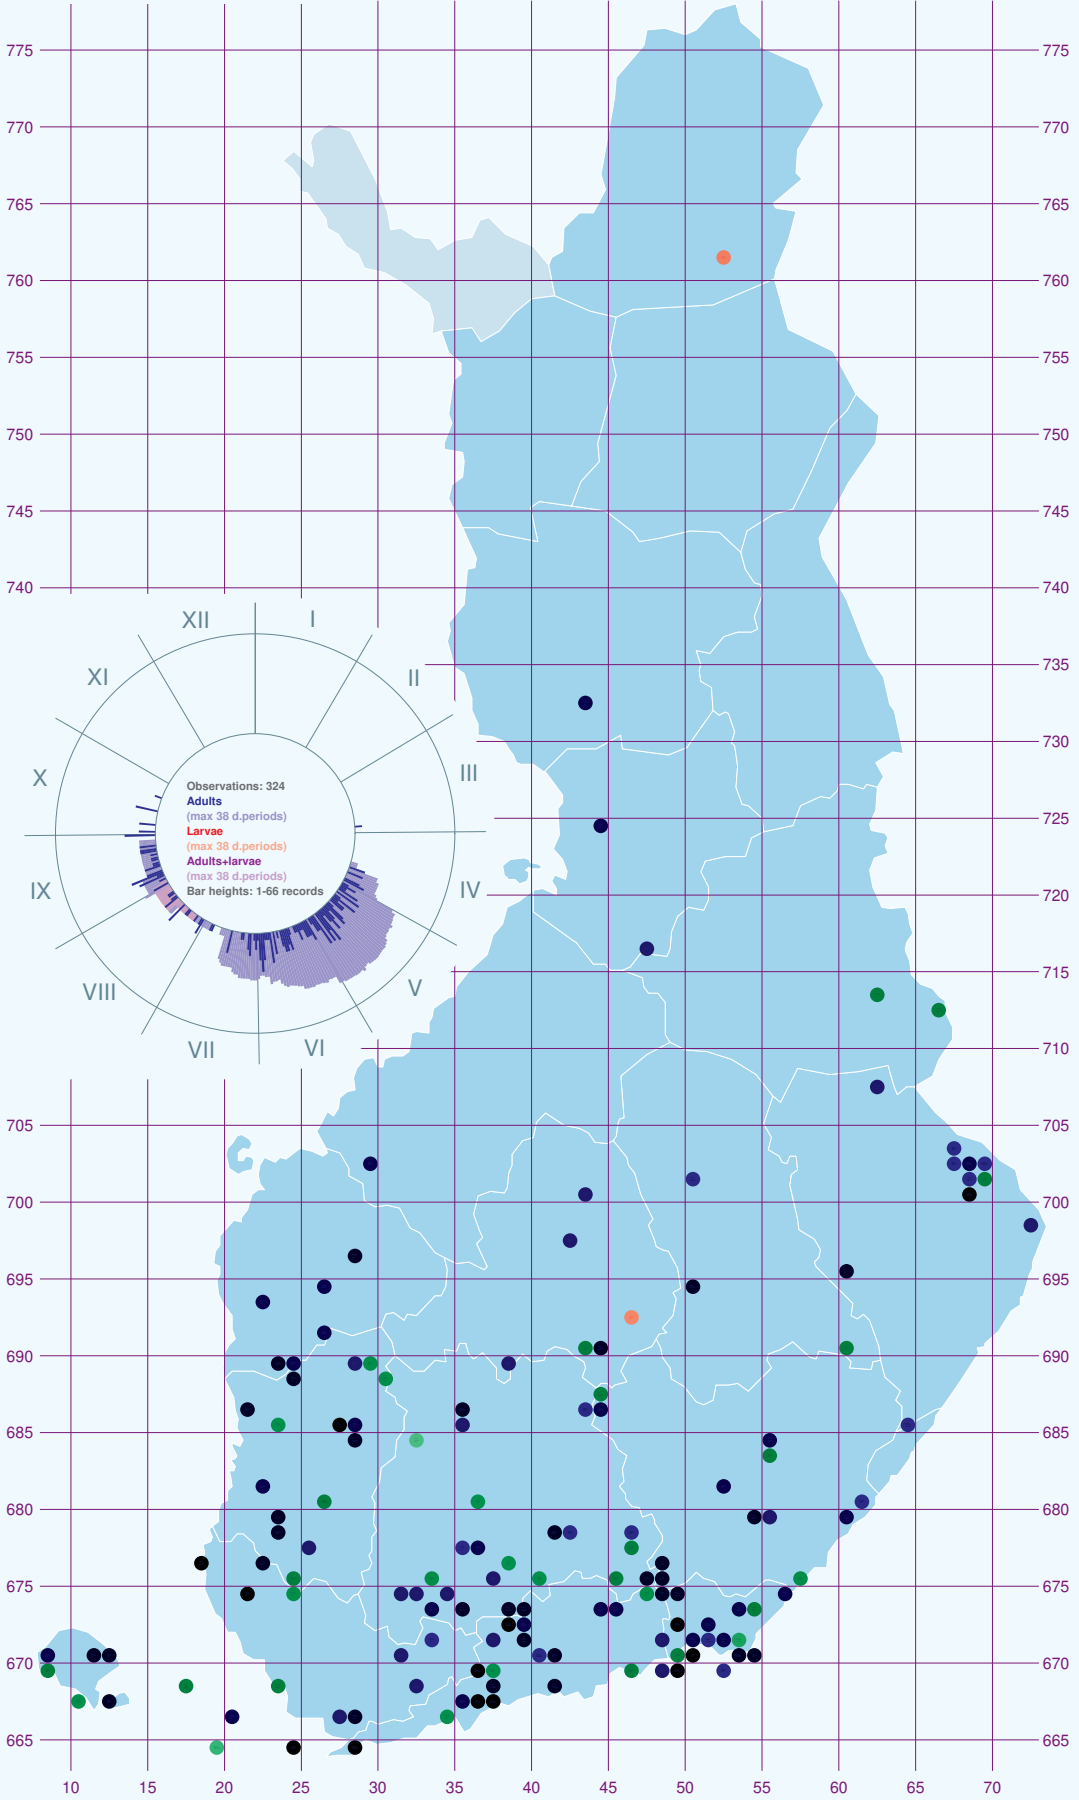 775 775
770 770
765 765
760 760
755 755
750 750
745 745
740 740
735
730
725
720
715
710
705 705
700 700
695 695
690 690
685 685
680 680
675 675
670 670
665 665
10 15 20 25 30 35 40 45 50 55 60 65 70
XII I
XI II
X III
IX IV
VIII V
VII VI
Observations: 324
Adults
(max 38 d.periods)
Larvae
(max 38 d.periods)
Adults+larvae
(max 38 d.periods)
Bar heights: 1-66 records